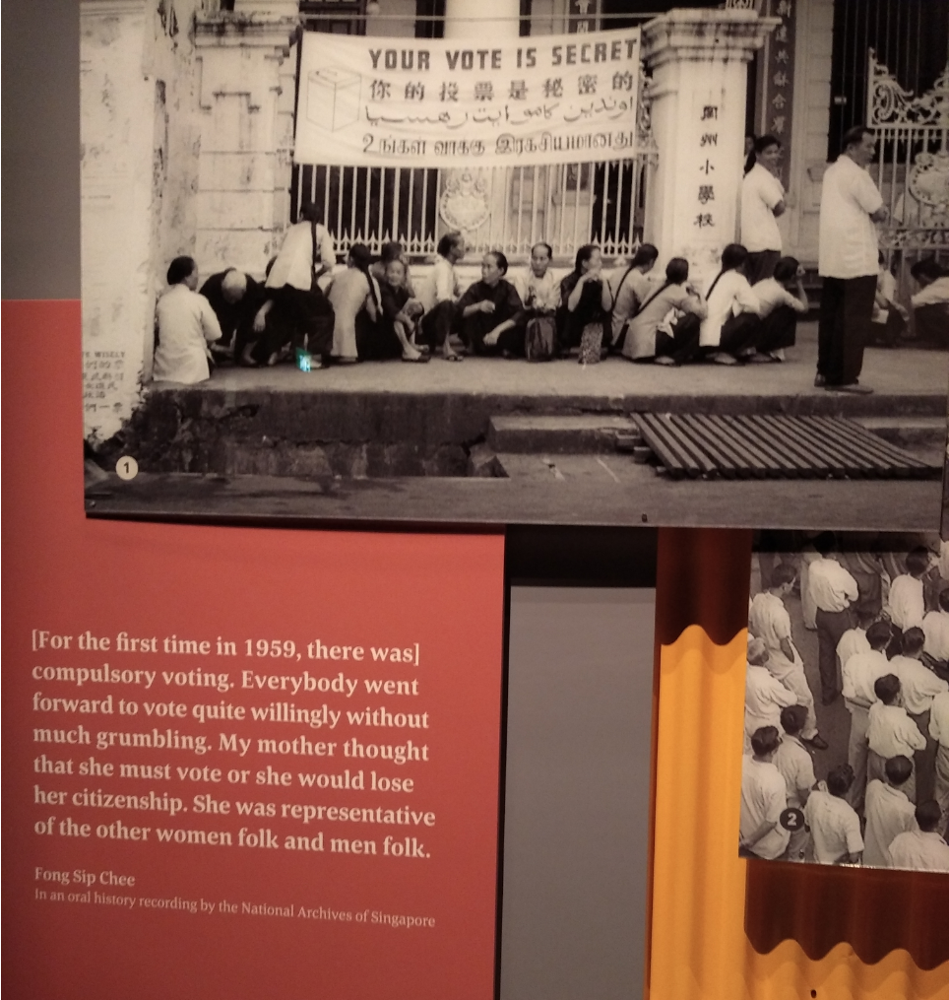 YOUR VOTE IS SECRET
你的投票是秘密的
اوندين كامو ايت رهسيا
உங்கள் வாக்கு இரகசியமானது
岡州小學校
WISELY
1
[For the first time in 1959, there was]
compulsory voting. Everybody went
forward to vote quite willingly without
much grumbling. My mother thought
that she must vote or she would lose
her citizenship. She was representative
of the other women folk and men folk.
Fong Sip Chee
In an oral history recording by the National Archives of Singapore
2